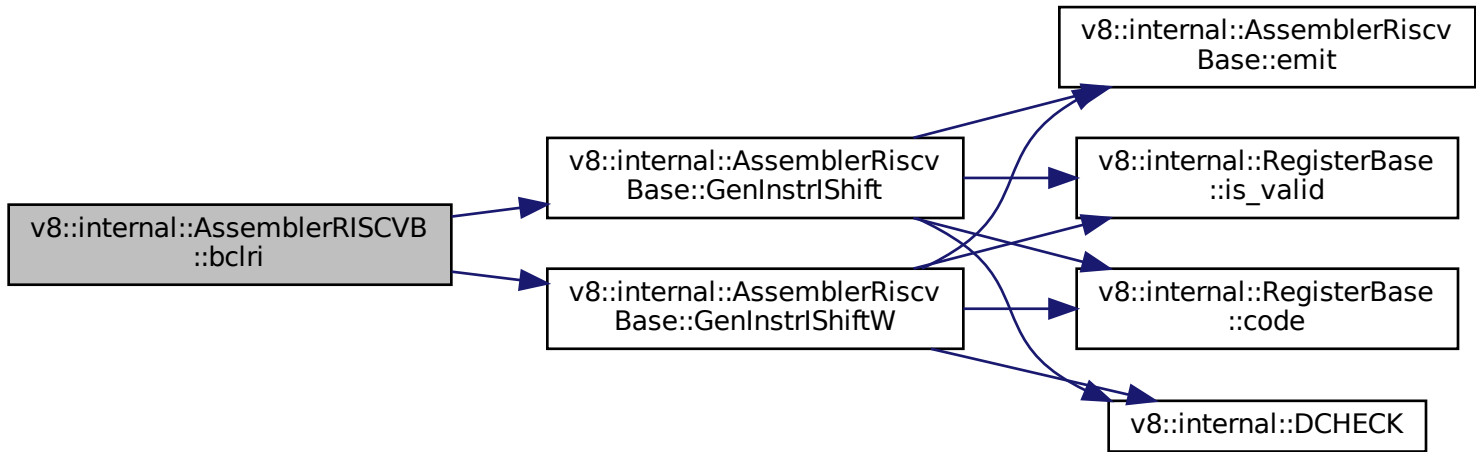 v8::internal::AssemblerRISCVB
::bclri
v8::internal::AssemblerRiscv
Base::GenInstrIShift
v8::internal::AssemblerRiscv
Base::GenInstrIShiftW
v8::internal::AssemblerRiscv
Base::emit
v8::internal::RegisterBase
::is_valid
v8::internal::RegisterBase
::code
v8::internal::DCHECK